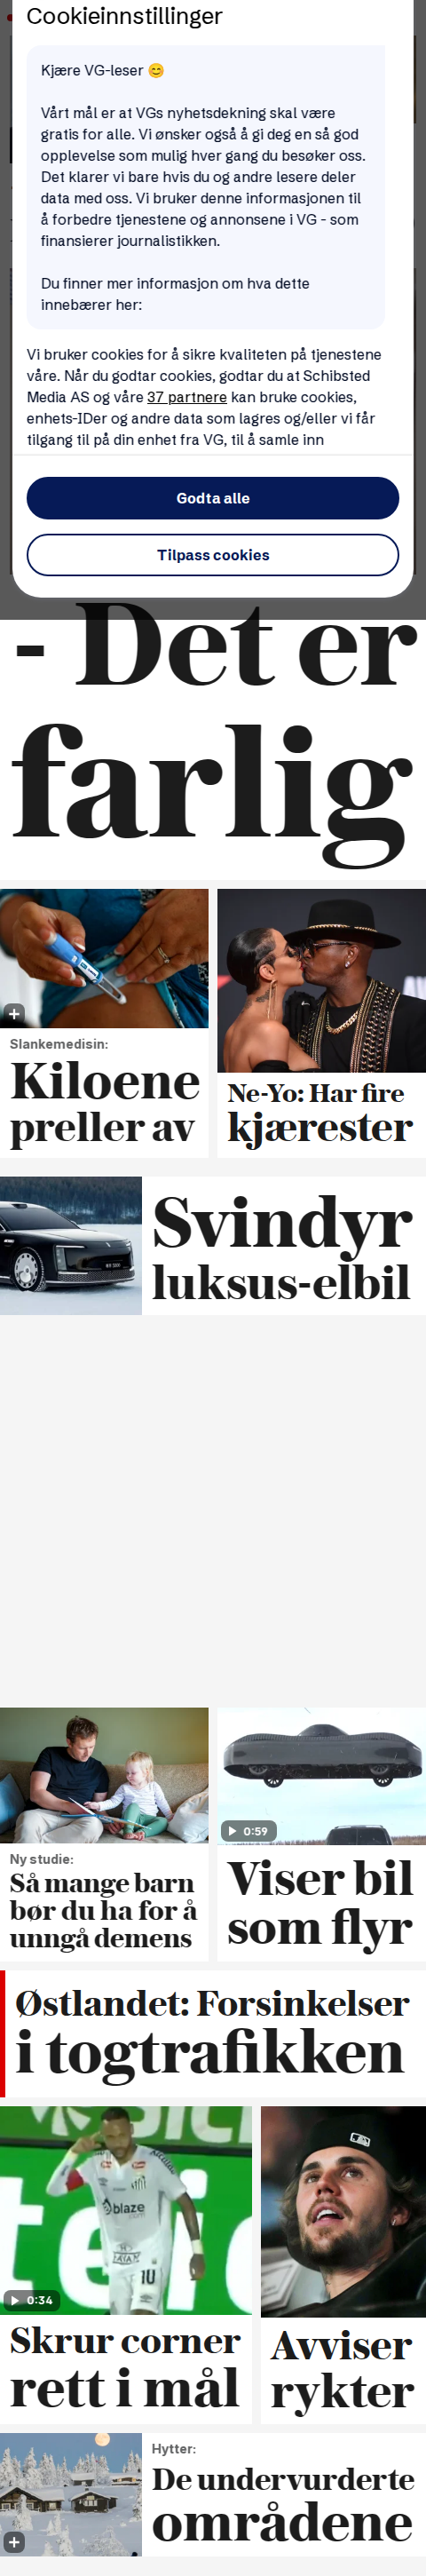 Cookieinnstillinger
Kjære VG-leser 😊
Vårt mål er at VGs nyhetsdekning skal være
gratis for alle. Vi ønsker også å gi deg en så god
opplevelse som mulig hver gang du besøker oss.
Det klarer vi bare hvis du og andre lesere deler
data med oss. Vi bruker denne informasjonen til
å forbedre tjenestene og annonsene i VG - som
finansierer journalistikken.
Du finner mer informasjon om hva dette
innebærer her:
Vi bruker cookies for å sikre kvaliteten på tjenestene
våre. Når du godtar cookies, godtar du at Schibsted
Media AS og våre 37 partnere kan bruke cookies,
enhets-IDer og andre data som lagres og/eller vi får
tilgang til på din enhet fra VG, til å samle inn
Godta alle
Tilpass cookies
- Det er
farlig
Slankemedisin:
Kiloene
preller av
Ne-Yo: Har fire
kjærester
Svindyr
luksus-elbil
Ny studie:
Så mange barn
bør du ha for å
unngå demens
0:59
Viser bil
som flyr
Østlandet: Forsinkelser
i togtrafikken
blaze
10
0:34
Skrur corner
rett i mål
Avviser
rykter
Hytter:
De undervurderte
områdene